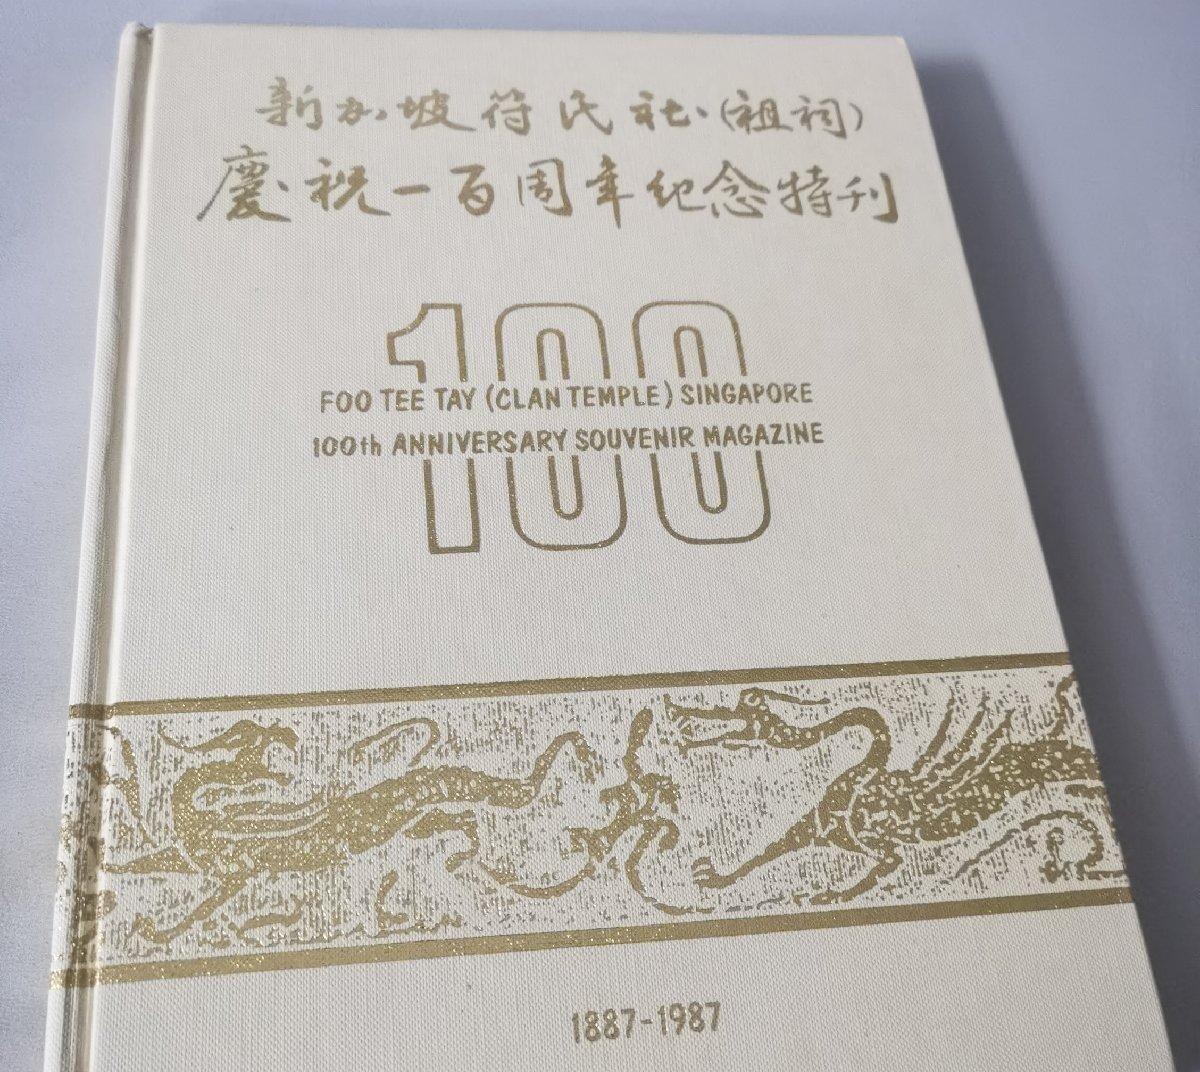 新加坡符氏社(祖祠)
慶祝一百周年紀念特刊
100
FOO TEE TAY (CLAN TEMPLE) SINGAPORE
100th ANNIVERSARY SOUVENIR MAGAZINE
1887-1987